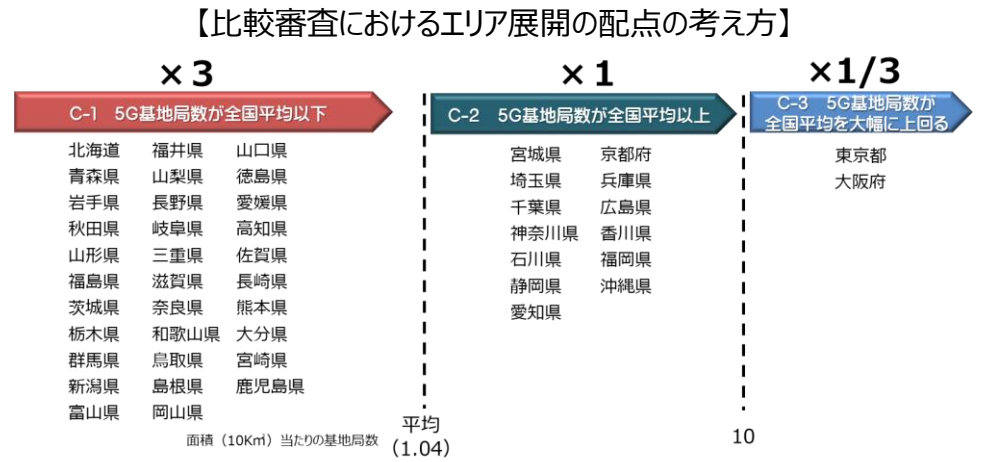 【比較審査におけるエリア展開の配点の考え方】
×3
C-1 5G基地局数が全国平均以下
北海道 福井県 山口県
青森県 山梨県 徳島県
岩手県 長野県 愛媛県
秋田県 岐阜県 高知県
山形県 三重県 佐賀県
福島県 滋賀県 長崎県
茨城県 奈良県 熊本県
栃木県 和歌山県 大分県
群馬県 鳥取県 宮崎県
新潟県 島根県 鹿児島県
富山県 岡山県
×1
C-2 5G基地局数が全国平均以上
宮城県 京都府
埼玉県 兵庫県
千葉県 広島県
神奈川県 香川県
石川県 福岡県
静岡県 沖縄県
愛知県
×1/3
C-3 5G基地局数が
全国平均を大幅に上回る
東京都
大阪府
面積（10K㎡）当たりの基地局数
平均
（1.04）
10